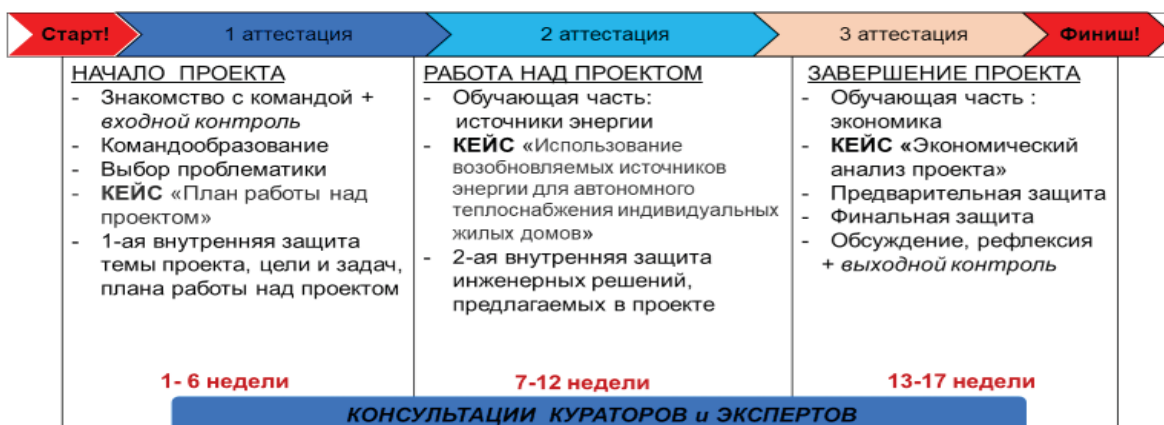 Старт!
1 аттестация
2 аттестация
3 аттестация
Финиш!
НАЧАЛО ПРОЕКТА
- Знакомство с командой +
входной контроль
- Командообразование
- Выбор проблематики
- КЕЙС «План работы над
проектом»
- 1-ая внутренняя защита
темы проекта, цели и задач,
плана работы над проектом
1- 6 недели
РАБОТА НАД ПРОЕКТОМ
- Обучающая часть:
источники энергии
- КЕЙС «Использование
возобновляемых источников
энергии для автономного
теплоснабжения индивидуальных
жилых домов»
- 2-ая внутренняя защита
инженерных решений,
предлагаемых в проекте
7-12 недели
ЗАВЕРШЕНИЕ ПРОЕКТА
- Обучающая часть :
экономика
- КЕЙС «Экономический
анализ проекта»
- Предварительная защита
- Финальная защита
- Обсуждение, рефлексия
+ выходной контроль
13-17 недели
КОНСУЛЬТАЦИИ КУРАТОРОВ и ЭКСПЕРТОВ